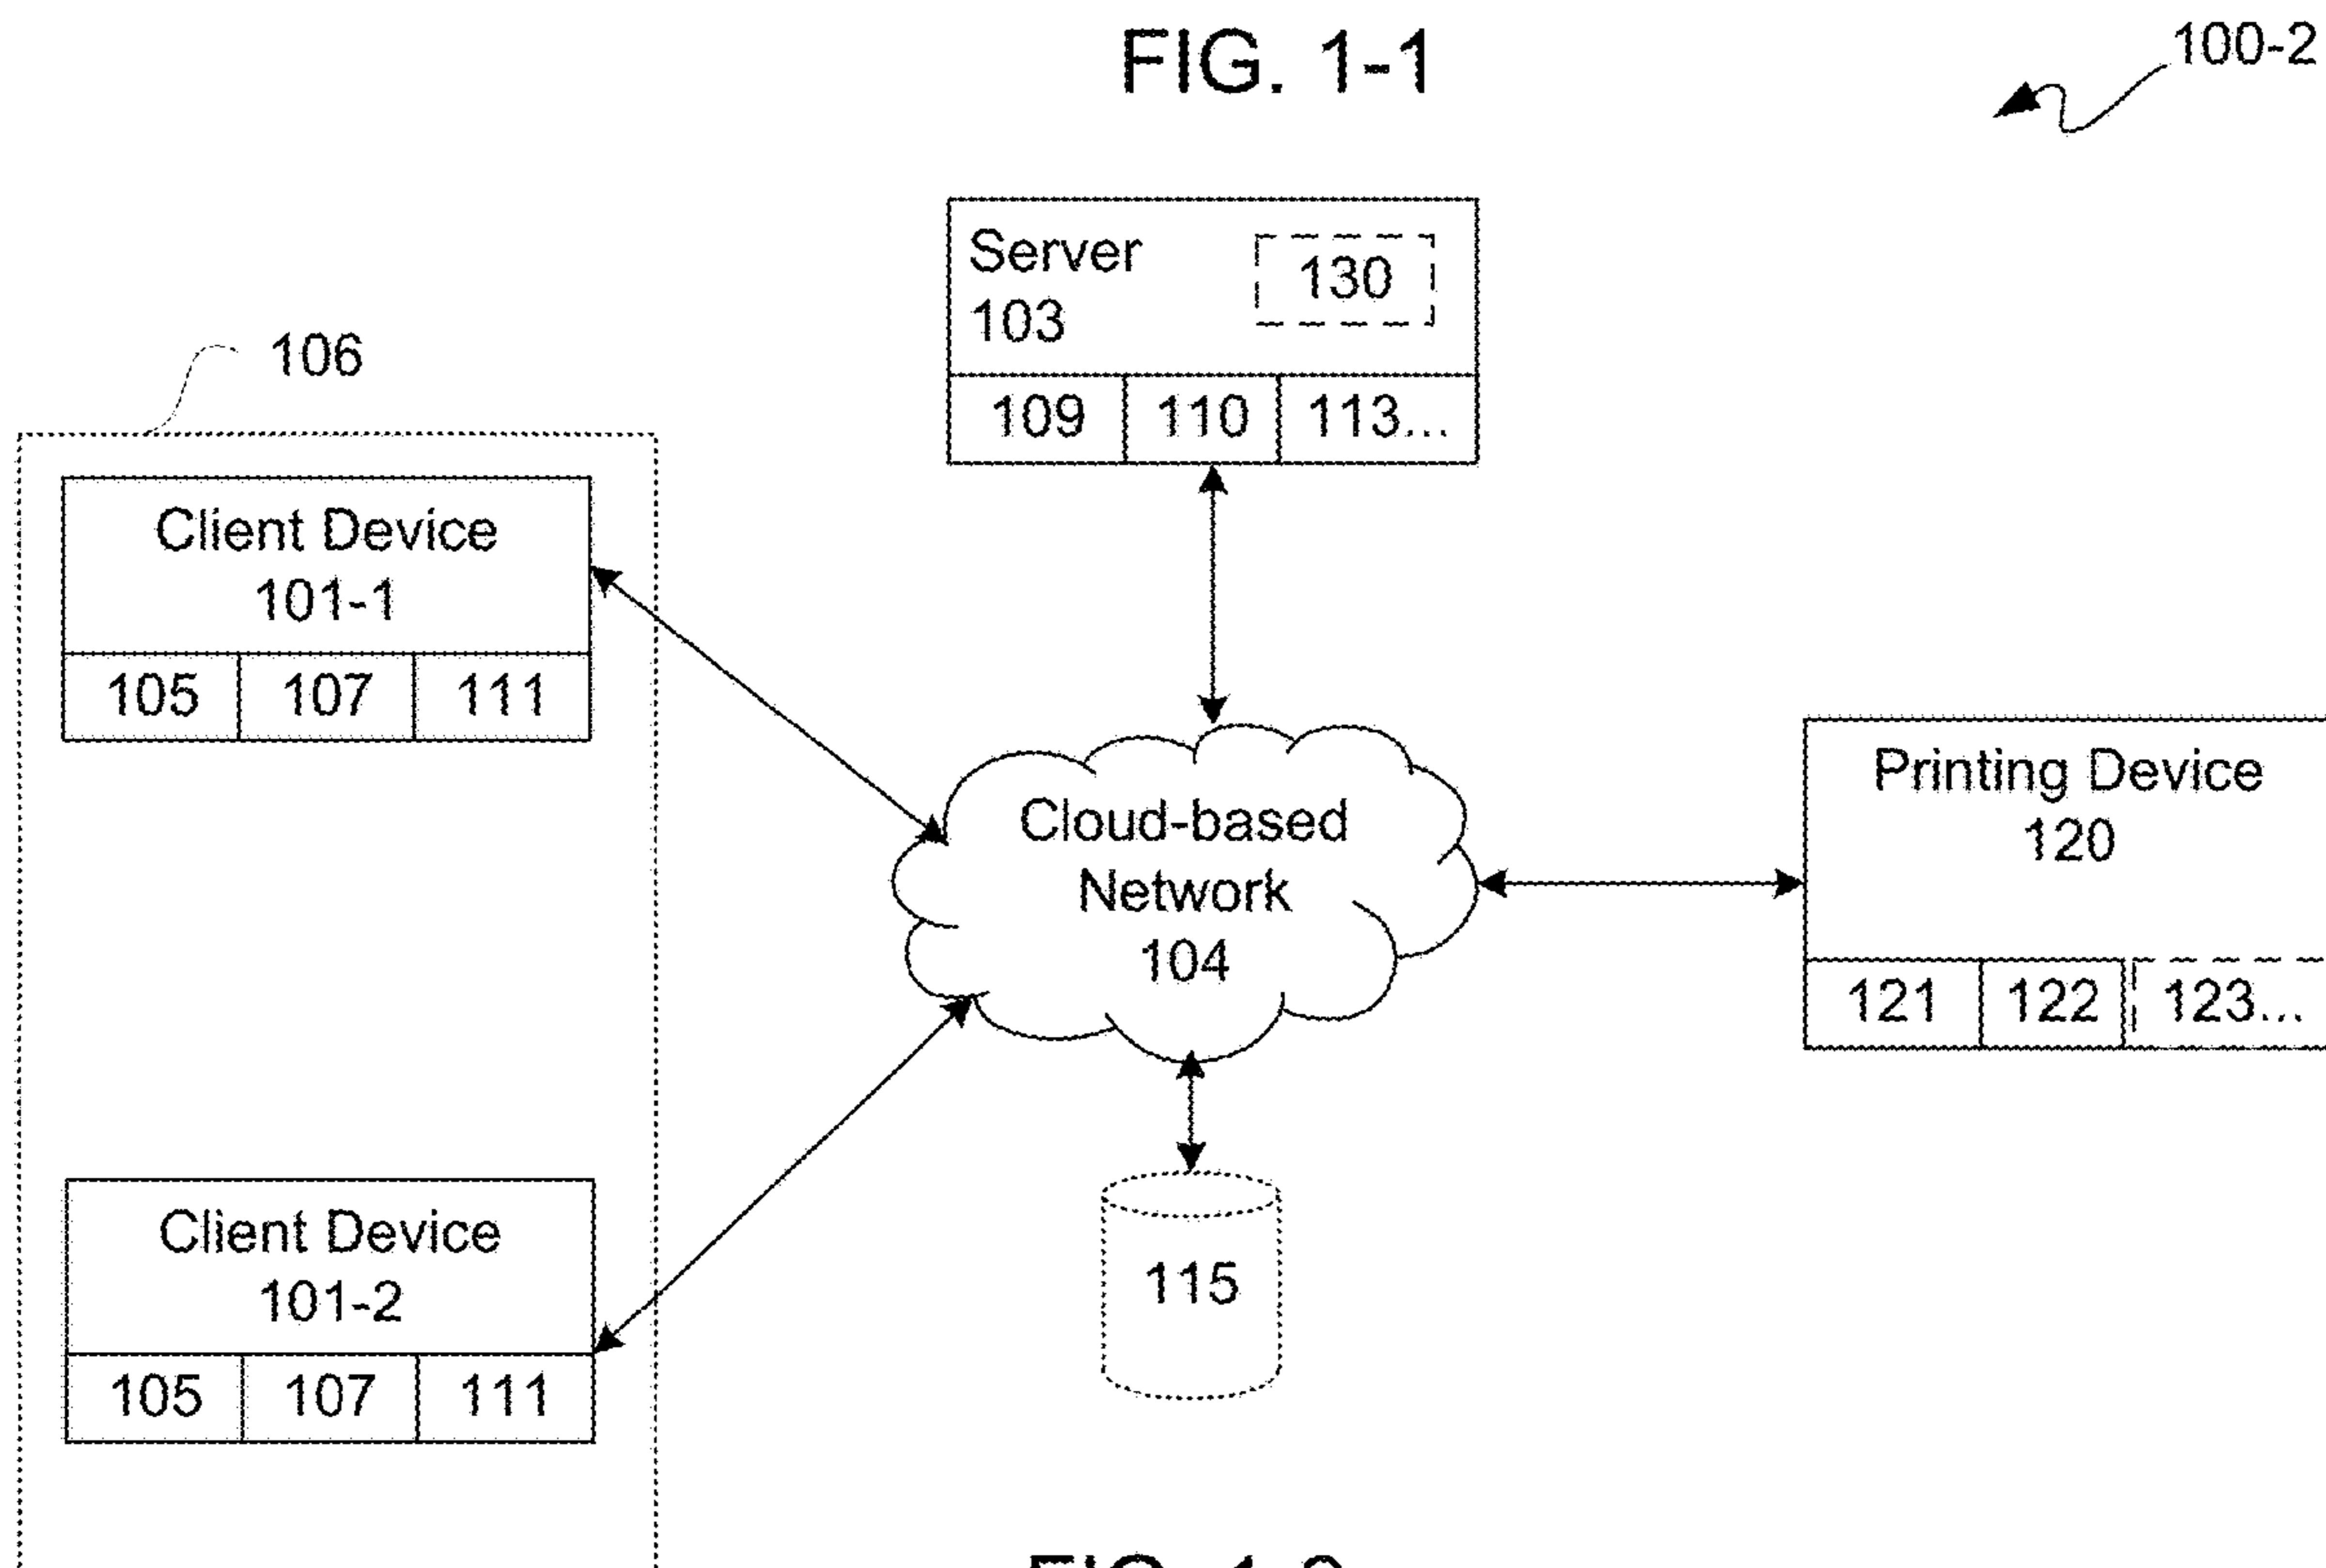 FIG. 1-1
100-2
Server
103
130
109 110 113...
106
Client Device
101-1
105 107 111
Cloud-based
Network
104
Printing Device
120
121 122 123...
Client Device
101-2
105 107 111
115